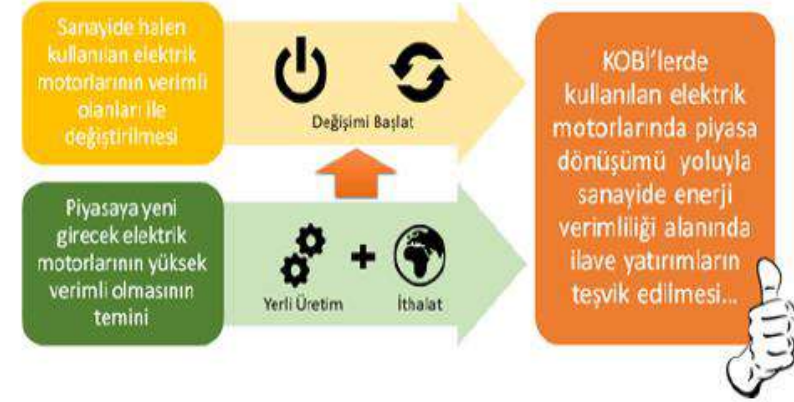 Sanayide halen
kullanılan elektrik
motorlarının verimli
olanları ile
değiştirilmesi
Değişimi Başlat
Piyasaya yeni
girecek elektrik
motorlarının yüksek
verimli olmasının
temini
Yerli Üretim
İthalat
KOBİ'lerde
kullanılan elektrik
motorlarında piyasa
dönüşümü yoluyla
sanayide enerji
verimliliği alanında
ilave yatırımların
teşvik edilmesi...